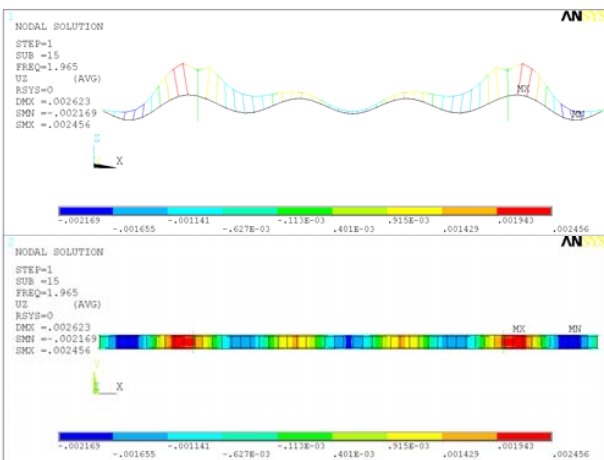 1
ANSYS
NODAL SOLUTION
STEP=1
SUB =15
FREQ=1.965
UZ (AVG)
RSYS=0
DMX =.002623
SMN =-.002169
SMX =.002456
MX
MN
Z
X
-.002169 -.001141 -.113E-03 .915E-03 .001943
-.001655 -.627E-03 .401E-03 .001429 .002456
2
ANSYS
NODAL SOLUTION
STEP=1
SUB =15
FREQ=1.965
UZ (AVG)
RSYS=0
DMX =.002623
SMN =-.002169
SMX =.002456
MX MN
Y
Z X
-.002169 -.001141 -.113E-03 .915E-03 .001943
-.001655 -.627E-03 .401E-03 .001429 .002456